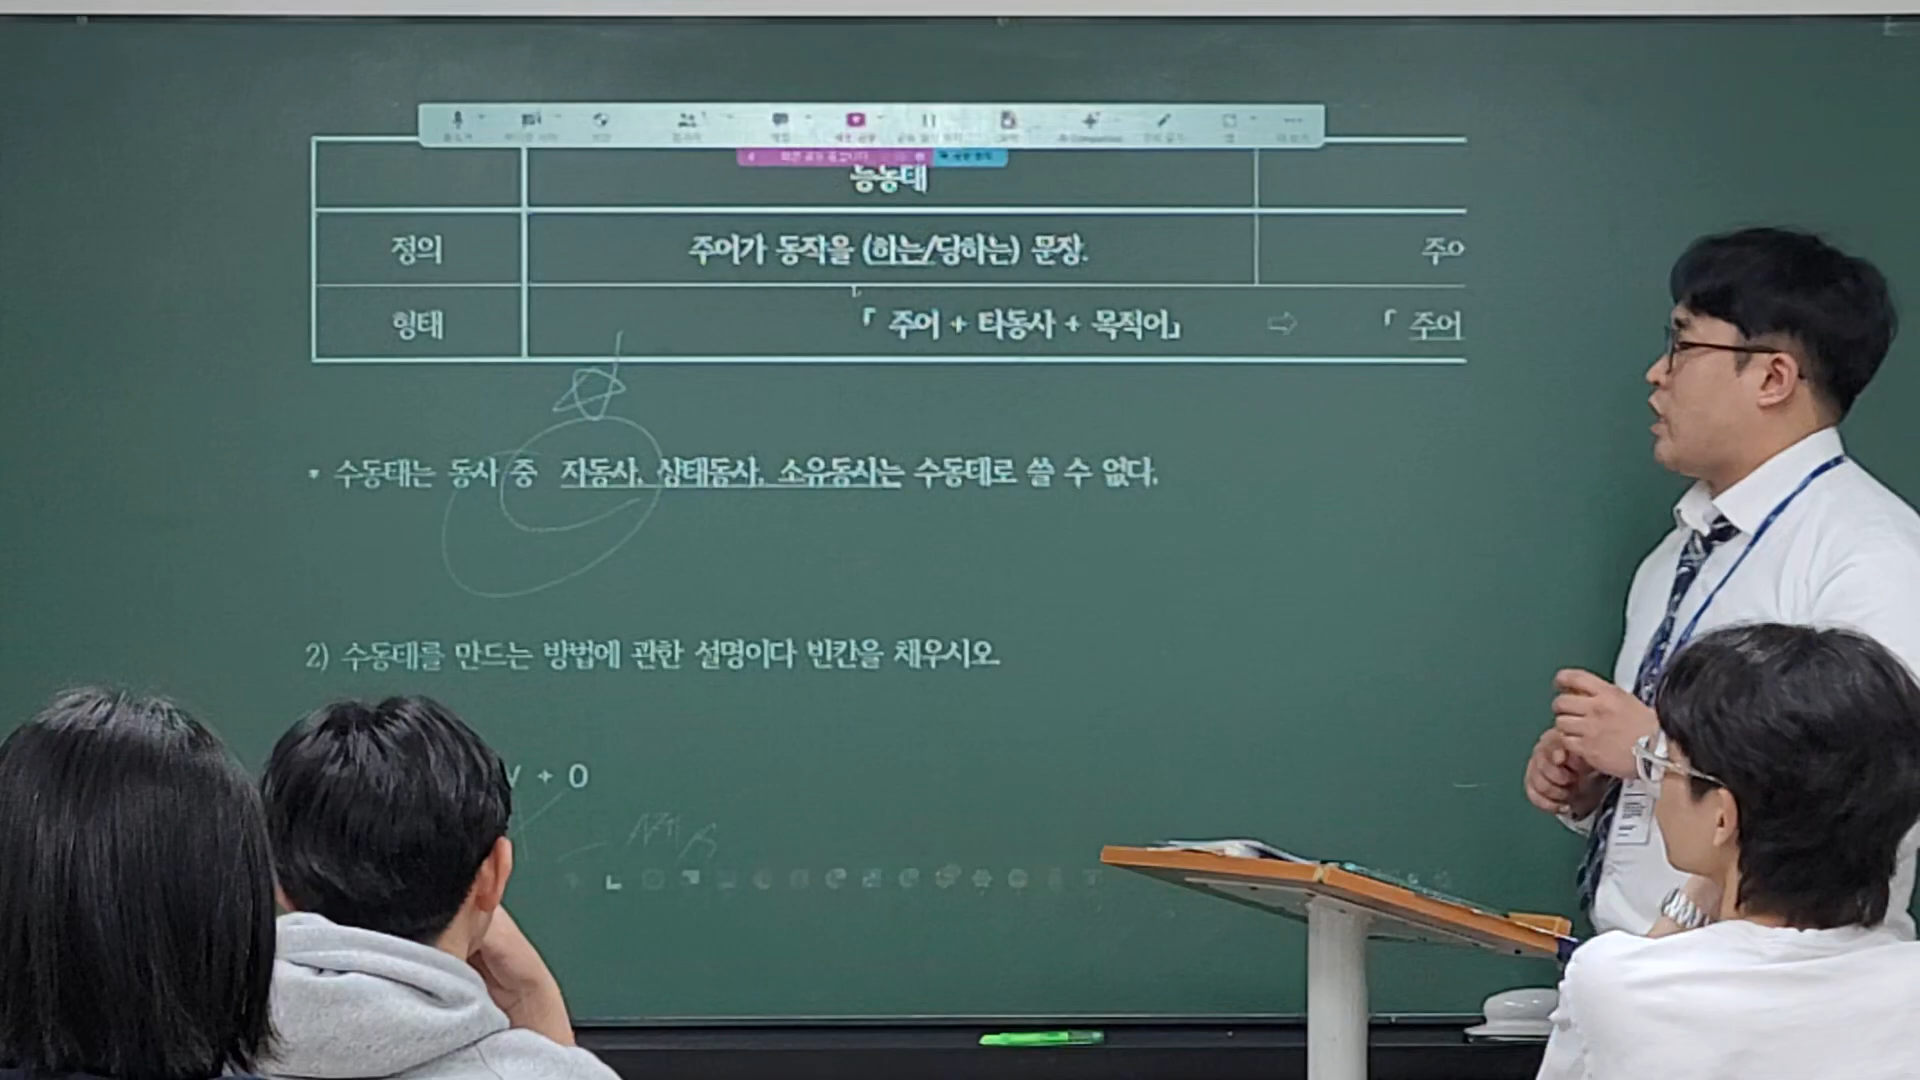 능동태
정의 주어가 동작을 (하는/당하는) 문장. 주어
형태 「 주어 + 타동사 + 목적어」 ⇨ 「 주어
* 수동태는 동사 중 자동사, 상태동사, 소유동사는 수동태로 쓸 수 없다.
2) 수동태를 만드는 방법에 관한 설명이다 빈칸을 채우시오.
V + O